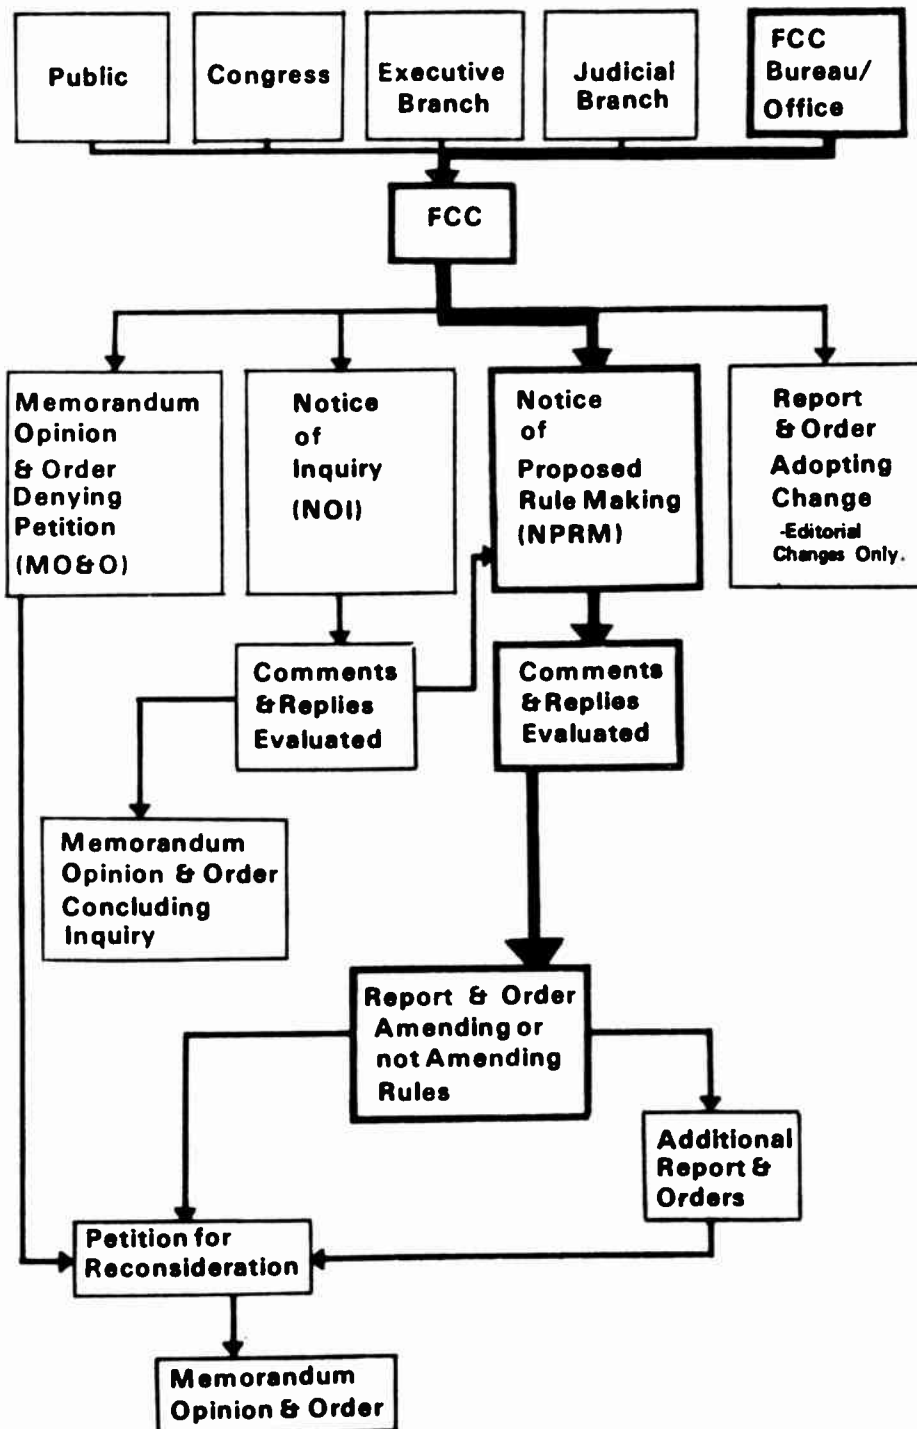 Public
Congress
Executive
Branch
Judicial
Branch
FCC
Bureau/
Office
FCC
Memorandum
Opinion
& Order
Denying
Petition
(MO&O)
Notice
of
Inquiry
(NOI)
Notice
of
Proposed
Rule Making
(NPRM)
Report
& Order
Adopting
Change
-Editorial
Changes Only.
Comments
& Replies
Evaluated
Comments
& Replies
Evaluated
Memorandum
Opinion & Order
Concluding
Inquiry
Report & Order
Amending or
not Amending
Rules
Additional
Report &
Orders
Petition for
Reconsideration
Memorandum
Opinion & Order